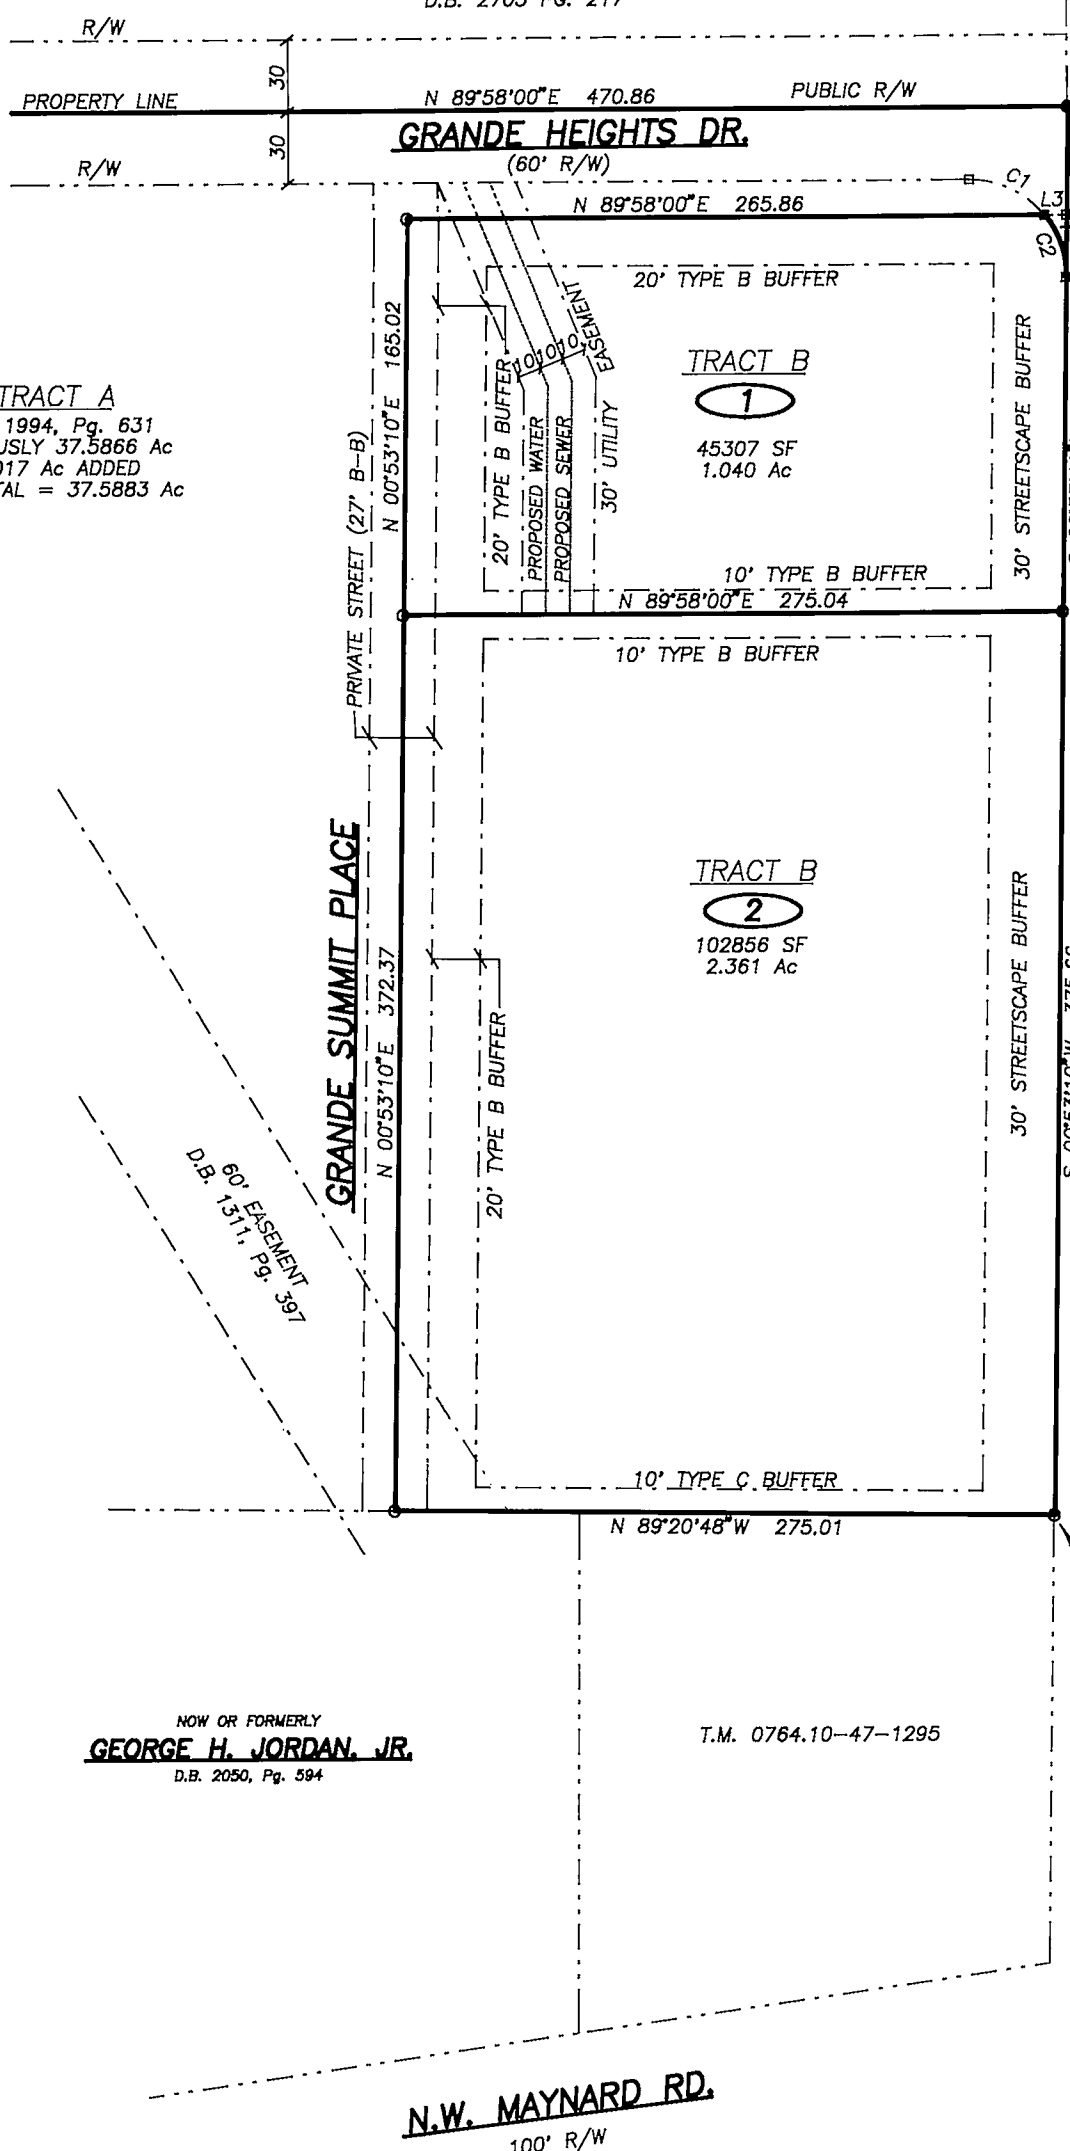 D.B. 2705 PG. 217
R/W
30
PROPERTY LINE
N 89°58'00"E 470.86
PUBLIC R/W
GRANDE HEIGHTS DR.
30
R/W
(60' R/W)
C1
N 89°58'00"E 265.86
L3
C2
20' TYPE B BUFFER
TRACT A
1994, Pg. 631
37.5866 Ac
Ac ADDED
= 37.5883 Ac
N 00°53'10"E 165.02
PRIVATE STREET (27' B-B)
20' TYPE B BUFFER
101010
EASEMENT
PROPOSED WATER
PROPOSED SEWER
30' UTILITY
TRACT B
1
45307 SF
1.040 Ac
30' STREETSCAPE BUFFER
10' TYPE B BUFFER
N 89°58'00"E 275.04
10' TYPE B BUFFER
TRACT B
2
102856 SF
2.361 Ac
GRANDE SUMMIT PLACE
N 00°53'10"E 372.37
20' TYPE B BUFFER
30' STREETSCAPE BUFFER
60' EASEMENT
D.B. 1311, Pg. 397
10' TYPE C BUFFER
N 89°20'48"W 275.01
NOW OR FORMERLY
GEORGE H. JORDAN, JR.
D.B. 2050, Pg. 594
T.M. 0764.10-47-1295
N.W. MAYNARD RD.
100' R/W